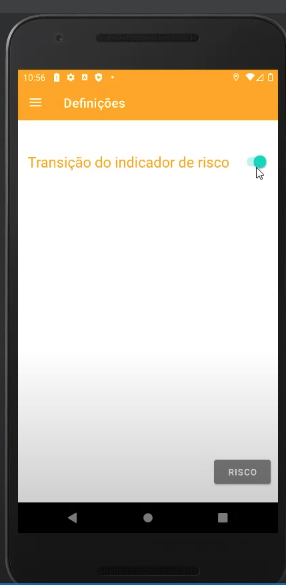 10:56
Definições
Transição do indicador de risco
RISCO